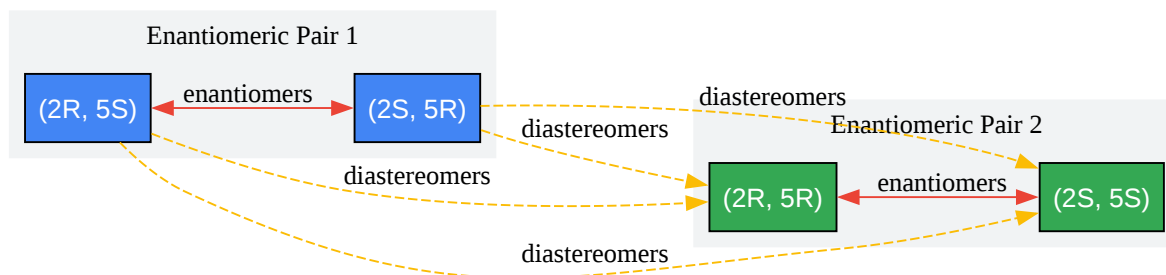 Enantiomeric Pair 1
(2R, 5S)
enantiomers
(2S, 5R)
diastereomers
Enantiomeric Pair 2
diastereomers
diastereomers
(2R, 5R)
enantiomers
(2S, 5S)
diastereomers